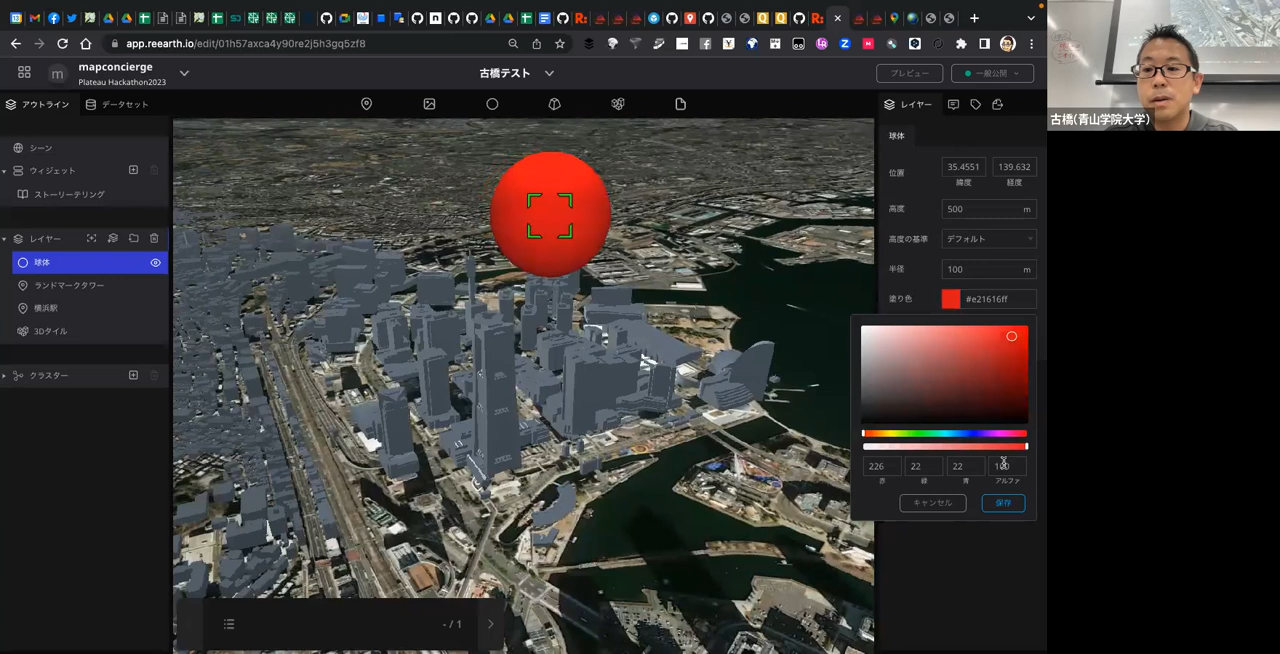 app.reearth.io/edit/01h57axca4y90re2j5h3gq5zf8
m
mapconcierge
Plateau Hackathon2023
古橋テスト
プレビュー
一般公開
アウトライン
データセット
レイヤー
シーン
ウィジェット
ストーリーテリング
レイヤー
球体
ランドマークタワー
横浜駅
3Dタイル
クラスター
球体
位置
35.4551
139.632
緯度
経度
高度
500
m
高度の基準
デフォルト
半径
100
m
塗り色
#e21616ff
226
22
22
100
赤
緑
青
アルファ
キャンセル
保存
- / 1
古橋(青山学院大学)